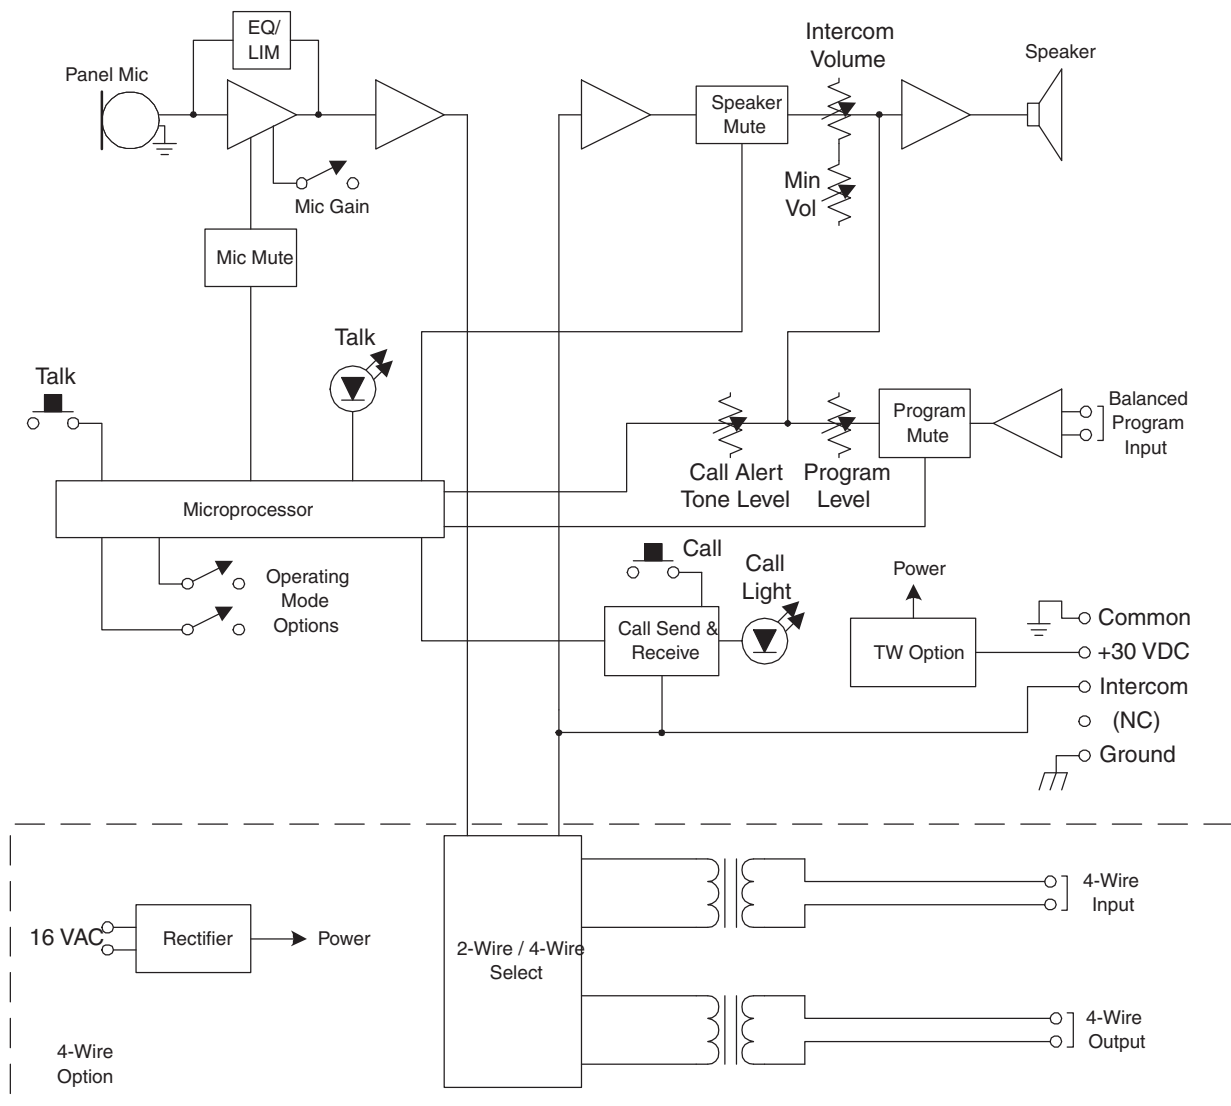 EQ/
LIM
Panel Mic
Intercom
Volume
Speaker
Speaker
Mute
Min
Vol
Mic Gain
Mic Mute
Talk
Talk
Balanced
Program
Input
Program
Mute
Call Alert
Tone Level
Program
Level
Microprocessor
Operating
Mode
Options
Call
Call
Light
Power
Call Send &
Receive
TW Option
Common
+30 VDC
Intercom
(NC)
Ground
4-Wire
Input
16 VAC
Rectifier
Power
2-Wire / 4-Wire
Select
4-Wire
Output
4-Wire
Option